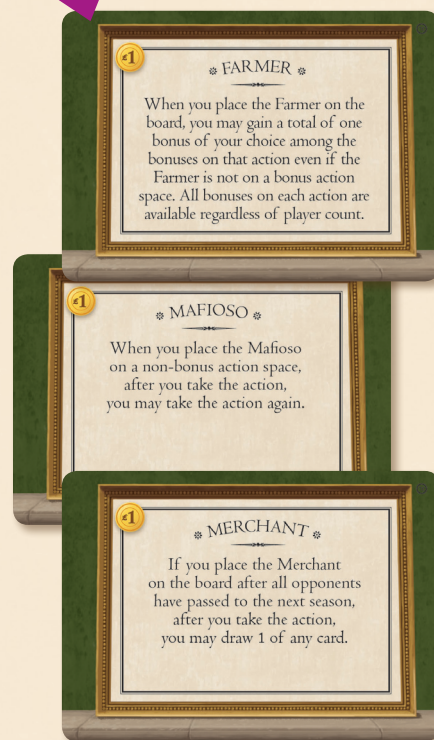 1
FARMER
When you place the Farmer on the
board, you may gain a total of one
bonus of your choice among the
bonuses on that action even if the
Farmer is not on a bonus action
space. All bonuses on each action are
available regardless of player count.
1
MAFIOSO
When you place the Mafioso
on a non-bonus action space,
after you take the action,
you may take the action again.
1
MERCHANT
If you place the Merchant
on the board after all opponents
have passed to the next season,
after you take the action,
you may draw 1 of any card.